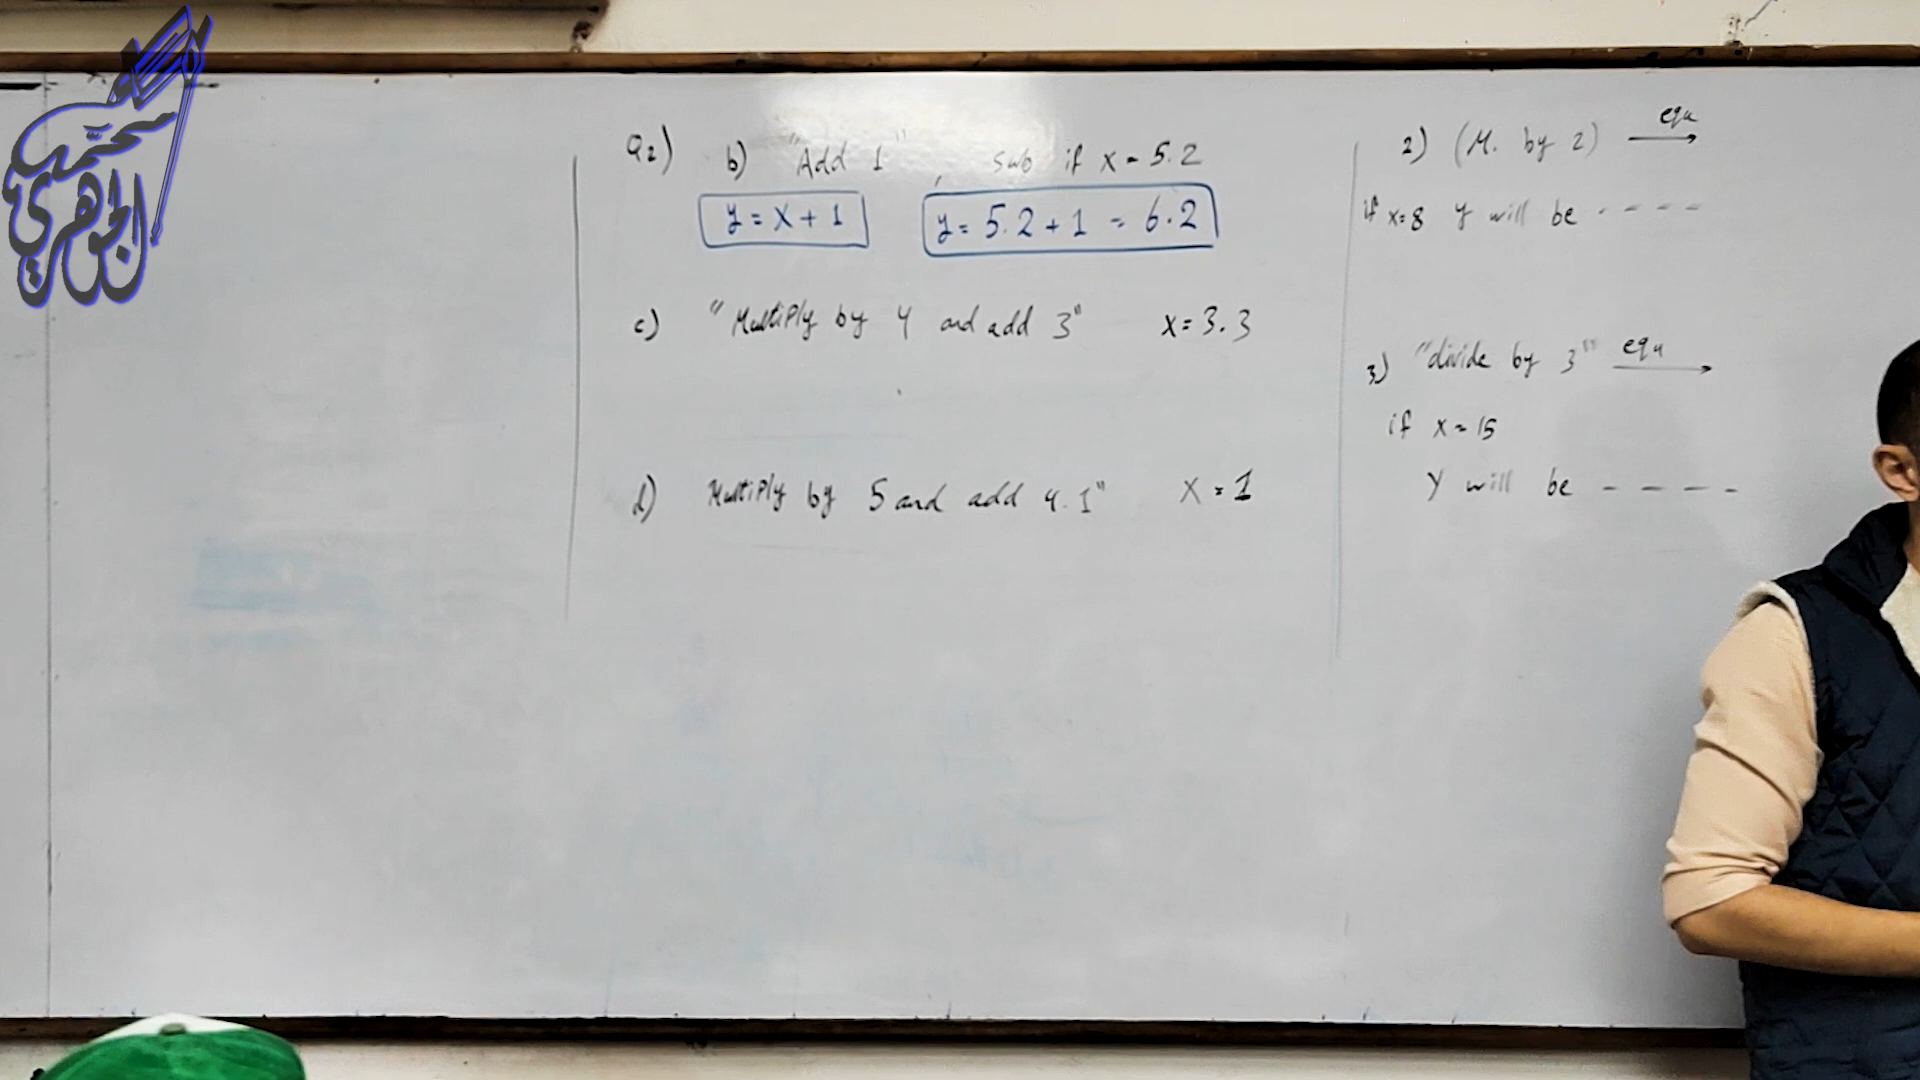 محمد
الجوهري
Q2) b) "Add 1" , sub if x = 5.2
y = x + 1 y = 5.2 + 1 = 6.2
c) "Multiply by 4 and add 3" x = 3.3
d) Multiply by 5 and add 4.1" X = 1
2) (M. by 2) equ →
if x=8 y will be - - - -
3) "divide by 3" equ →
if x = 15
Y will be - - - -